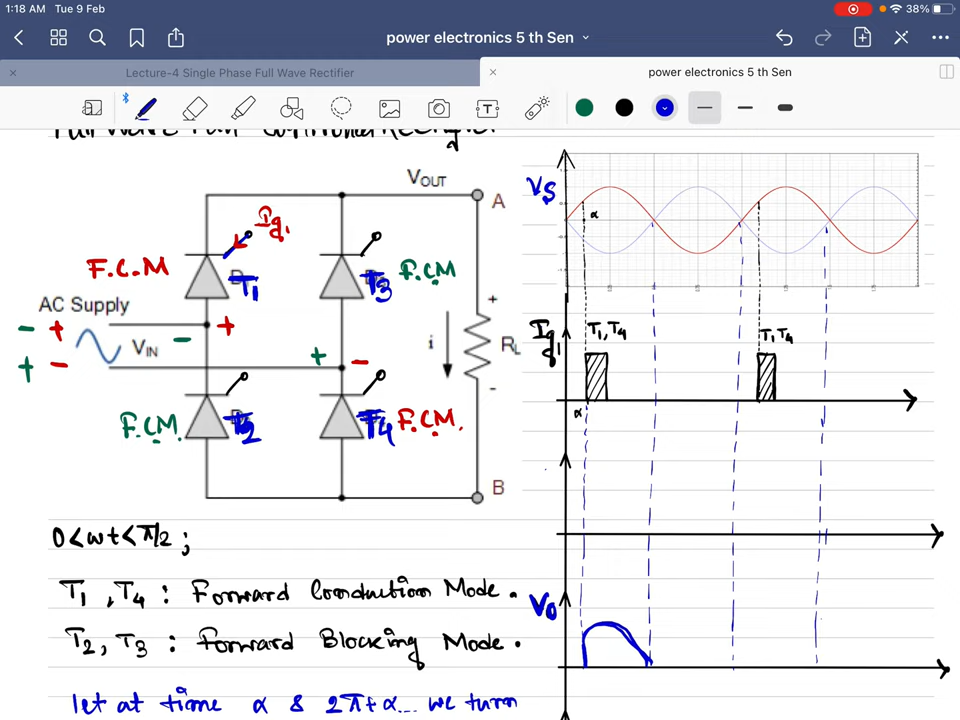 1:18 AM Tue 9 Feb
38%
power electronics 5 th Sen
Lecture-4 Single Phase Full Wave Rectifier
power electronics 5 th Sen
VOUT
A
Vs
Ig1
α
F.C.M
T1
T3
F.C.M
AC Supply
- +
+
VIN
-
+ -
+ -
+
i
RL
-
Ig1
T1, T4
T1 T4
α
F.C.M.
T2
T4
F.C.M.
B
0<wt<π/2 ;
T1 , T4 : Forward Conduction Mode .
T2, T3 : Forward Blocking Mode .
Vo
let at time α & 2π+α... we turn